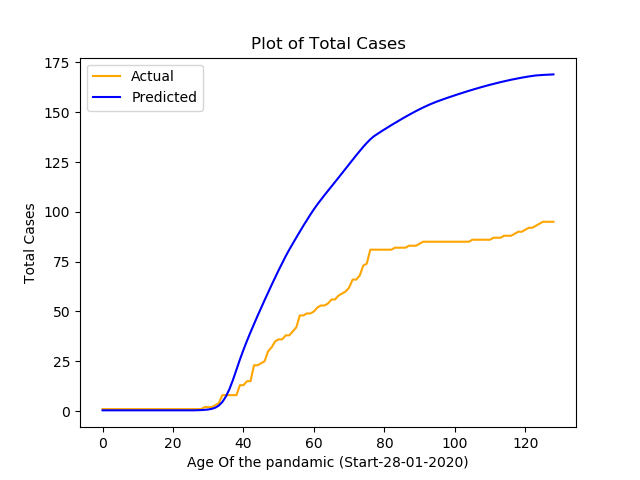 Plot of Total Cases
Actual
Predicted
175
150
125
100
75
50
25
0
Total Cases
0 20 40 60 80 100 120
Age Of the pandamic (Start-28-01-2020)